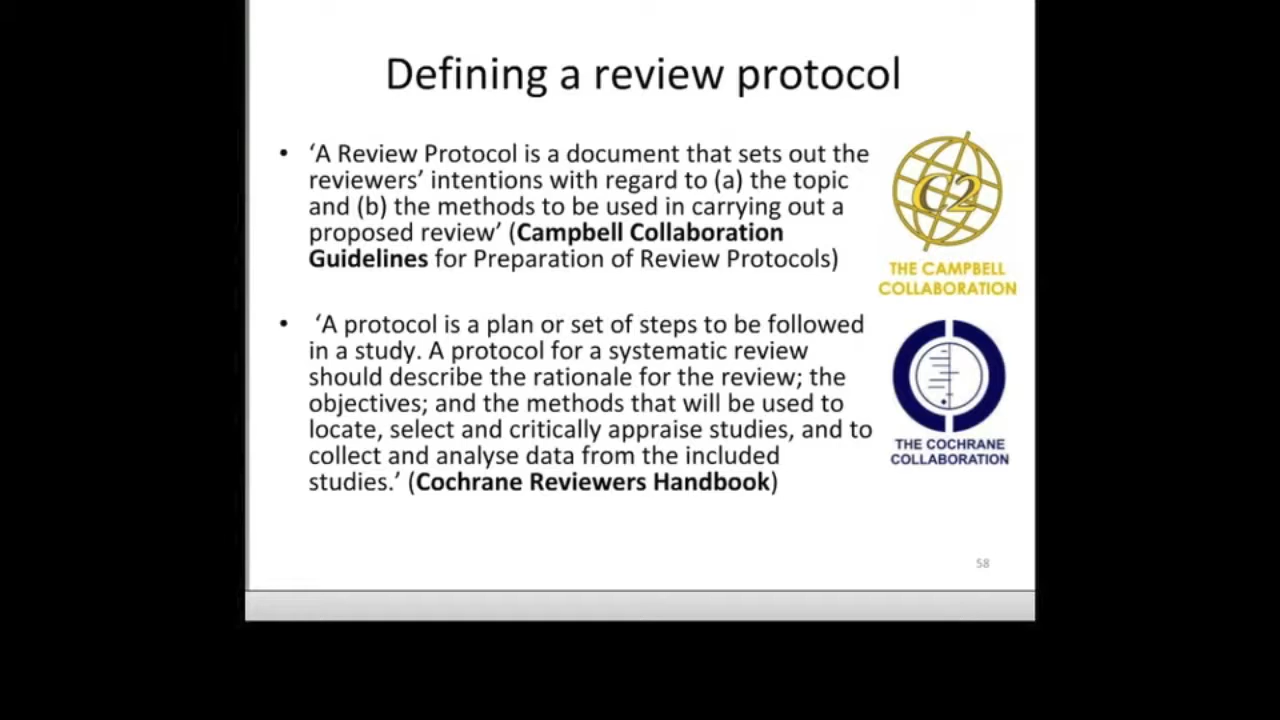 Defining a review protocol
• ‘A Review Protocol is a document that sets out the
reviewers’ intentions with regard to (a) the topic
and (b) the methods to be used in carrying out a
proposed review’ (Campbell Collaboration
Guidelines for Preparation of Review Protocols)
C2
THE CAMPBELL
COLLABORATION
• ‘A protocol is a plan or set of steps to be followed
in a study. A protocol for a systematic review
should describe the rationale for the review; the
objectives; and the methods that will be used to
locate, select and critically appraise studies, and to
collect and analyse data from the included
studies.’ (Cochrane Reviewers Handbook)
THE COCHRANE
COLLABORATION
58